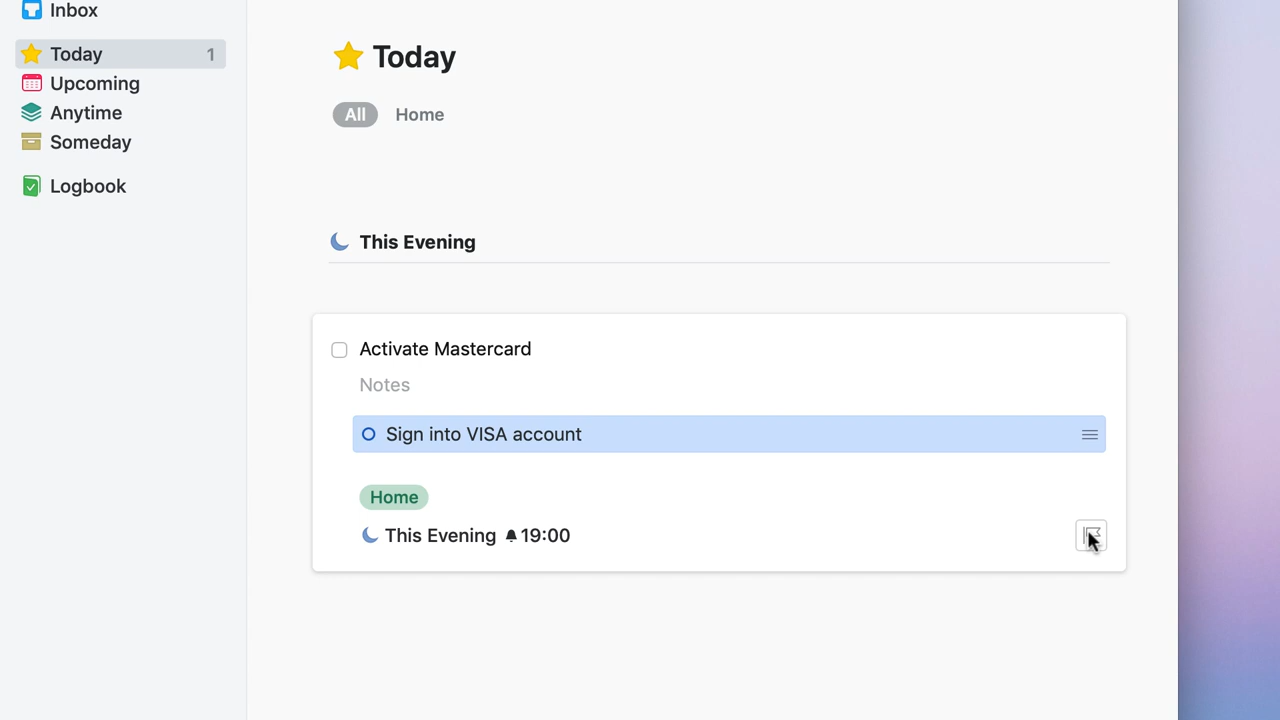 Inbox
Today 1
Upcoming
Anytime
Someday
Logbook
Today
All Home
This Evening
Activate Mastercard
Notes
Sign into VISA account
Home
This Evening 19:00